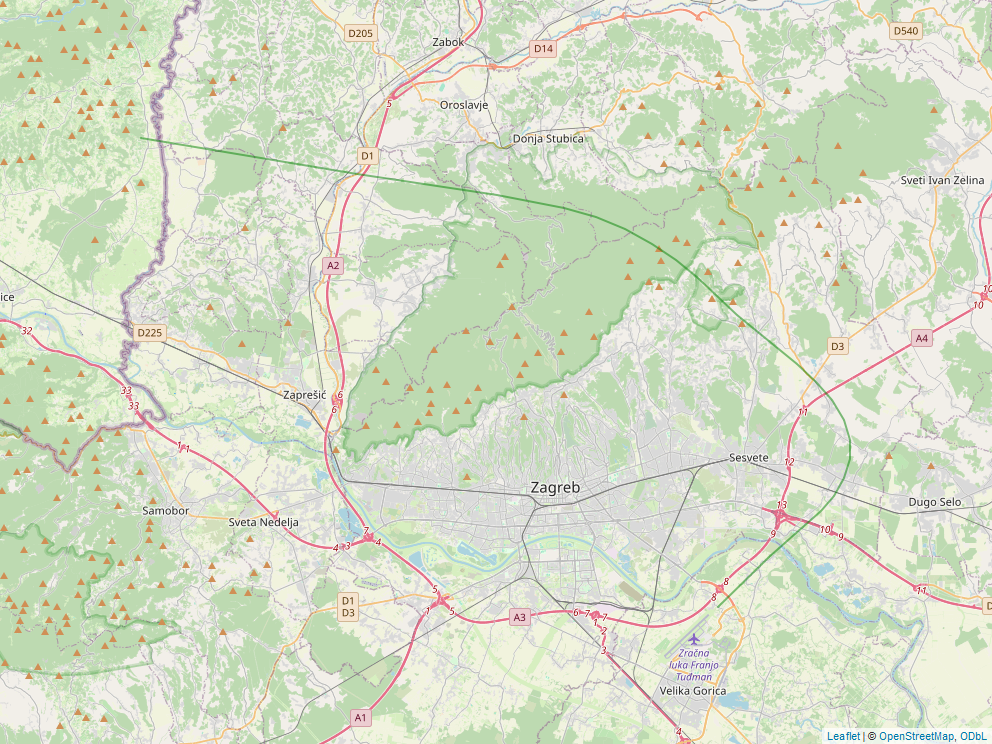 D205
D540
Zabok
D14
5
Oroslavje
Donja Stubica
D1
Sveti Ivan Zelina
A2
ice
10
10
32
D225
A4
D3
33
33
Zaprešić
6
6
11
1
1
Sesvete
12
Zagreb
Dugo Selo
Samobor
Sveta Nedelja
13
10
9
9
7
4
4
3
5
8
8
11
D1
D3
1
5
A3
6
7
7
1
2
3
D
Zračna
luka Franjo
Tuđman
Velika Gorica
A1
4
Leaflet | © OpenStreetMap, ODbL